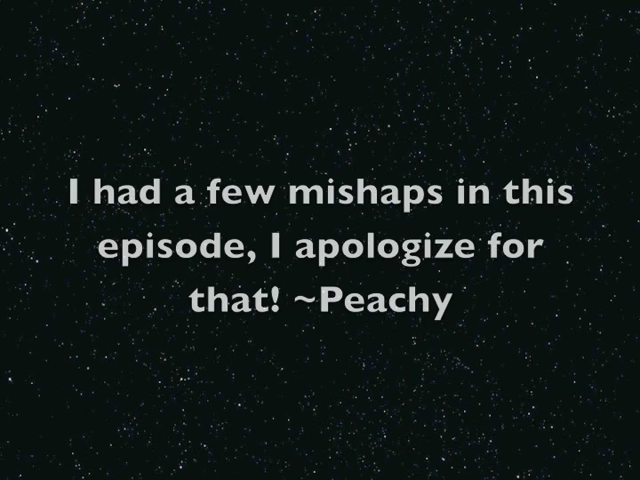 I had a few mishaps in this
episode, I apologize for
that! ~Peachy